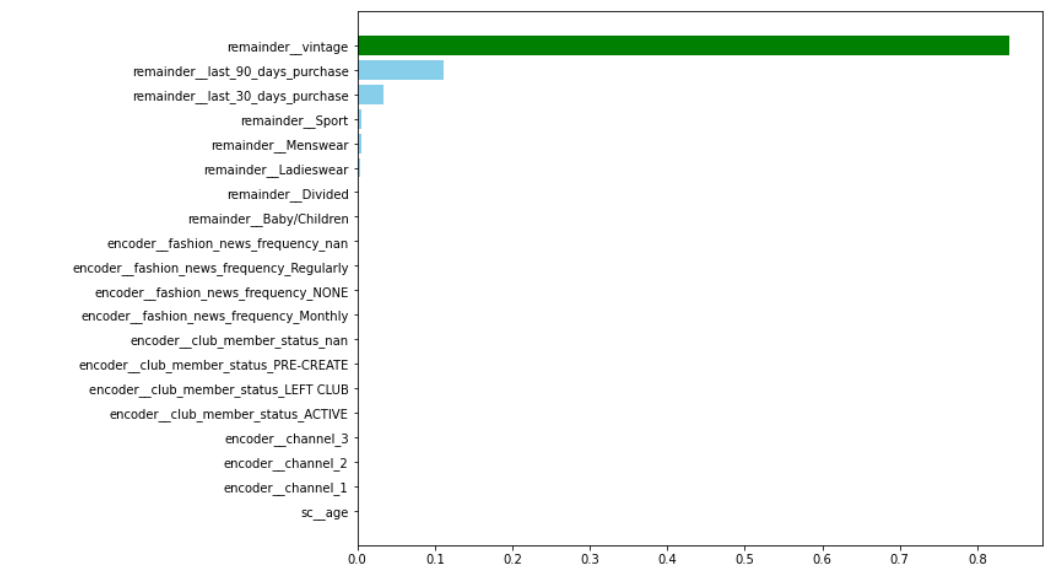 remainder__vintage
remainder__last_90_days_purchase
remainder__last_30_days_purchase
remainder__Sport
remainder__Menswear
remainder__Ladieswear
remainder__Divided
remainder__Baby/Children
encoder__fashion_news_frequency_nan
encoder__fashion_news_frequency_Regularly
encoder__fashion_news_frequency_NONE
encoder__fashion_news_frequency_Monthly
encoder__club_member_status_nan
encoder__club_member_status_PRE-CREATE
encoder__club_member_status_LEFT CLUB
encoder__club_member_status_ACTIVE
encoder__channel_3
encoder__channel_2
encoder__channel_1
sc__age
0.0 0.1 0.2 0.3 0.4 0.5 0.6 0.7 0.8